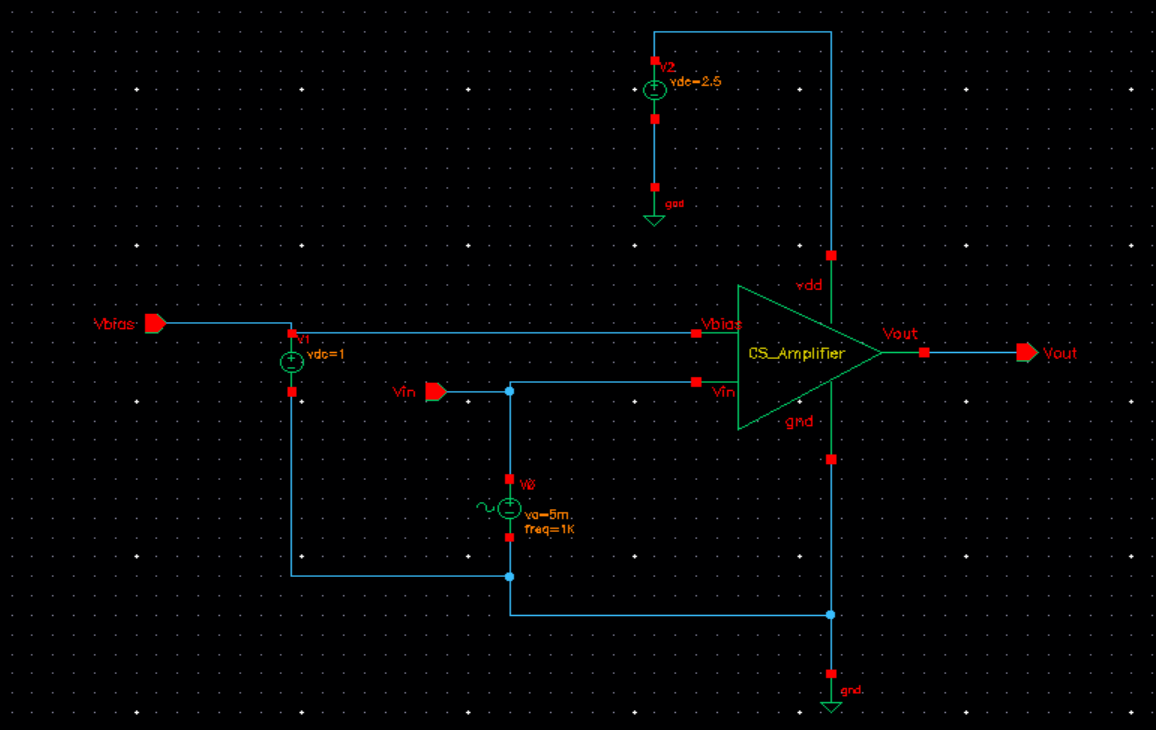 V2
vdc=2.5
gnd
vdd
Vbias
V1
vdc=1
Vbias
Vout
CS_Amplifier
Vout
Vin
Vin
gnd
V0
va=5m
freq=1K
gnd